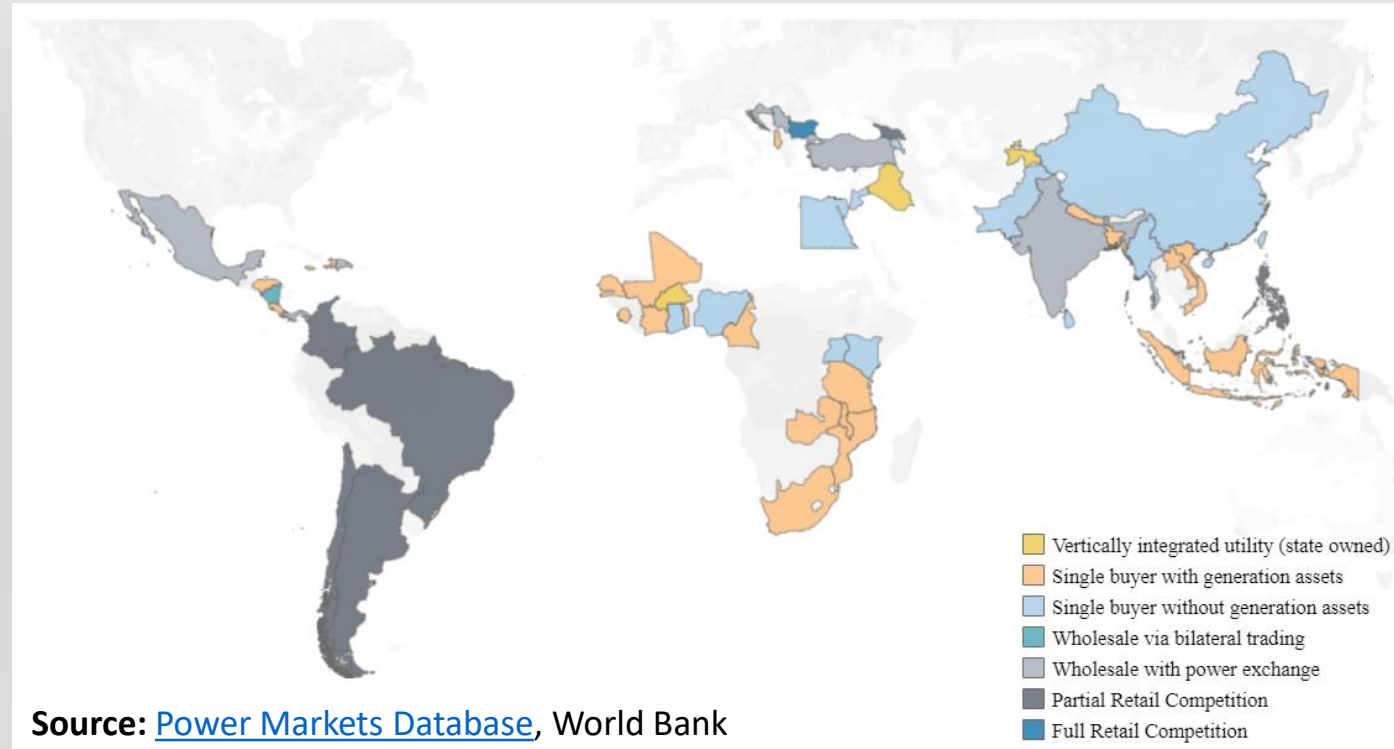 Vertically integrated utility (state owned)
Single buyer with generation assets
Single buyer without generation assets
Wholesale via bilateral trading
Wholesale with power exchange
Partial Retail Competition
Full Retail Competition
Source: Power Markets Database, World Bank